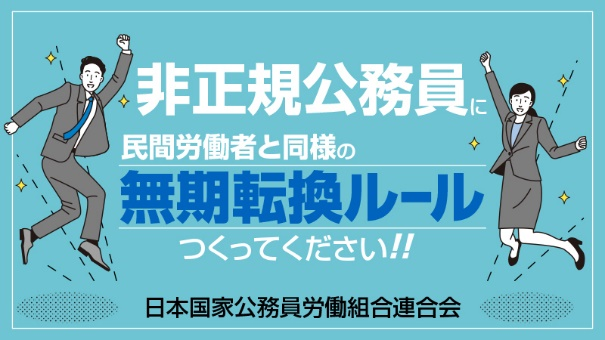 非正規公務員に
民間労働者と同様の
無期転換ルール
つくってください!!
日本国家公務員労働組合連合会